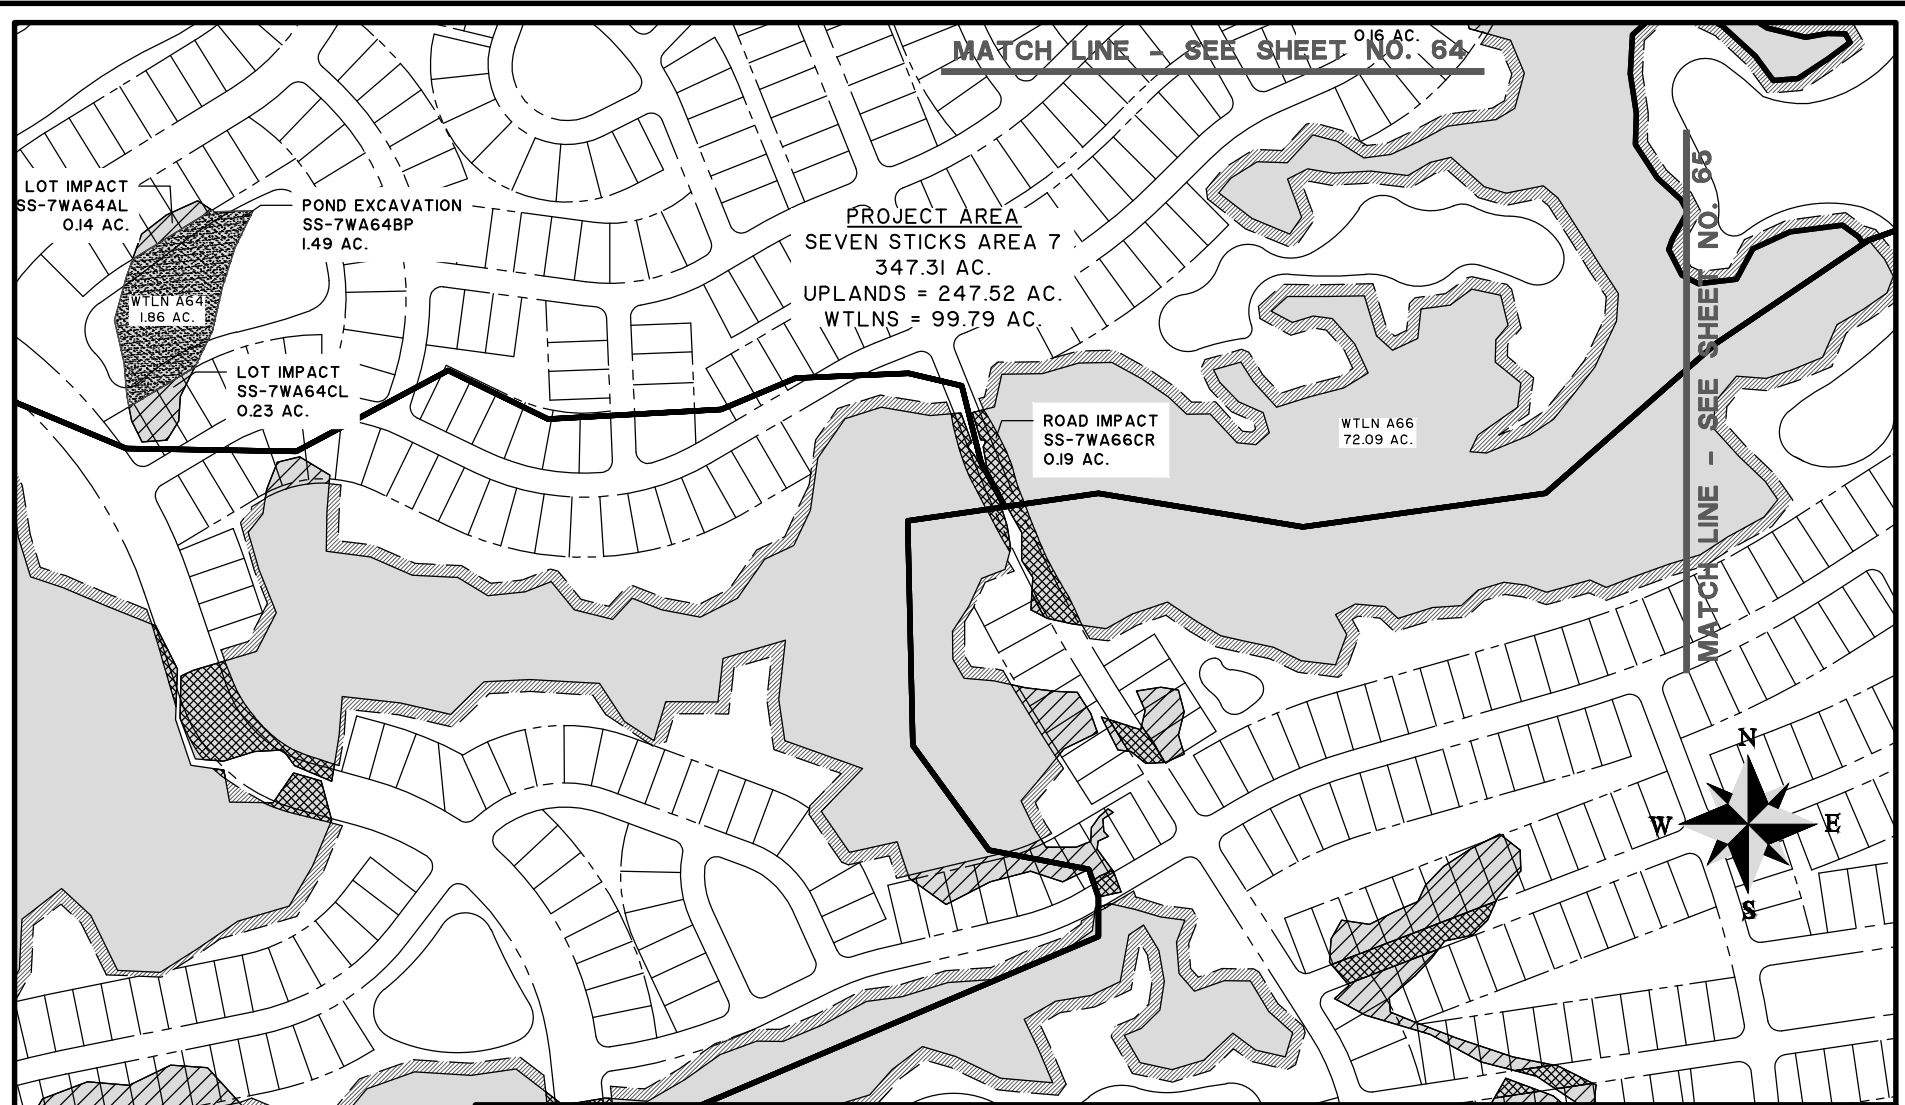 0.16 AC.
MATCH LINE - SEE SHEET NO. 64
LOT IMPACT
SS-7WA64AL
0.14 AC.
POND EXCAVATION
SS-7WA64BP
1.49 AC.
PROJECT AREA
SEVEN STICKS AREA 7
347.31 AC.
UPLANDS = 247.52 AC.
WTLNS = 99.79 AC.
WTLN A64
1.86 AC.
LOT IMPACT
SS-7WA64CL
0.23 AC.
ROAD IMPACT
SS-7WA66CR
0.19 AC.
WTLN A66
72.09 AC.
MATCH LINE - SEE SHEET NO. 65
N
W
E
S